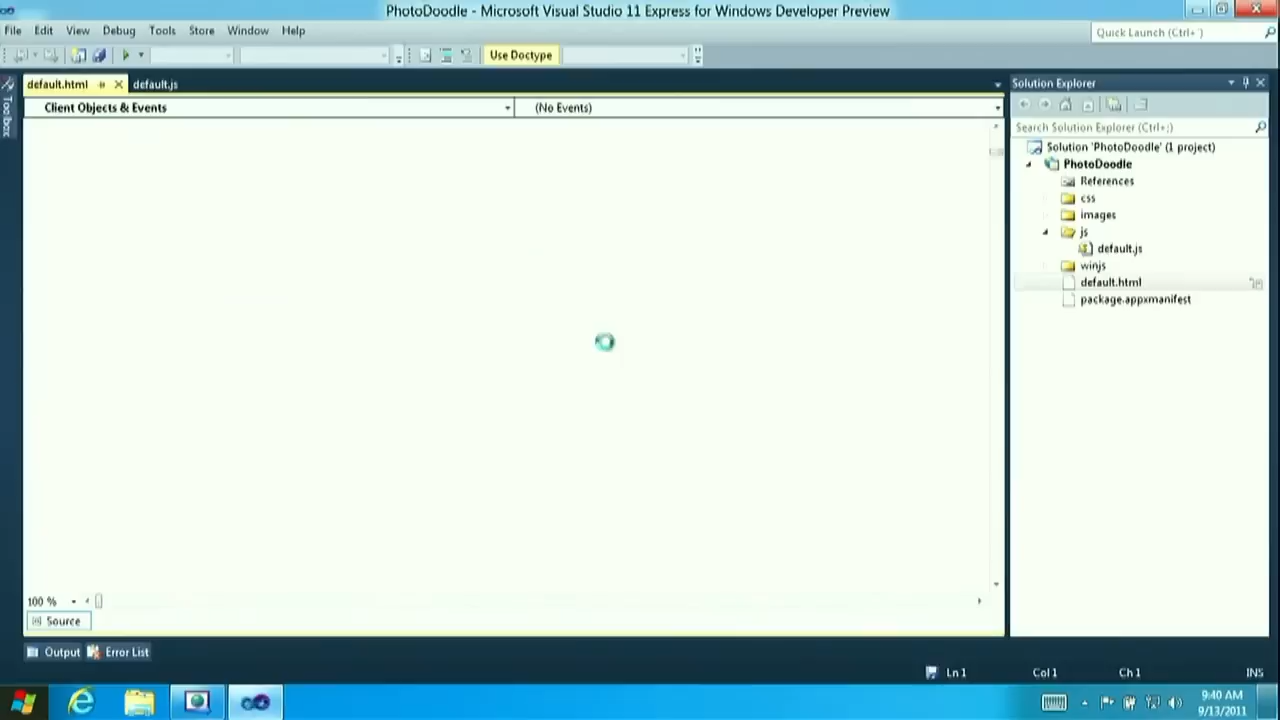 PhotoDoodle - Microsoft Visual Studio 11 Express for Windows Developer Preview
File Edit View Debug Tools Store Window Help
Quick Launch (Ctrl+ )
Use Doctype
default.html default.js
Solution Explorer
Toolbox
Client Objects & Events (No Events)
Search Solution Explorer (Ctrl+;)
Solution 'PhotoDoodle' (1 project)
PhotoDoodle
References
css
images
js
default.js
winjs
default.html
package.appxmanifest
100 %
Source
Output Error List
Ln 1 Col 1 Ch 1 INS
9:40 AM
9/13/2011